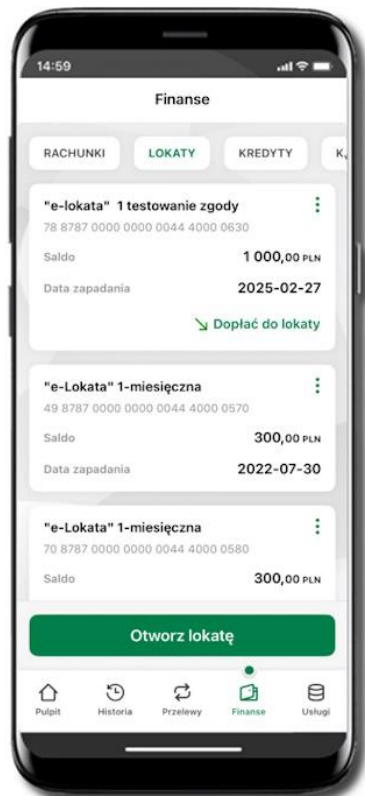 14:59
Finanse
RACHUNKI LOKATY KREDYTY
"e-lokata" 1 testowanie zgody
78 8787 0000 0000 0044 4000 0630
Saldo 1 000,00 PLN
Data zapadania 2025-02-27
Dopłać do lokaty
"e-Lokata" 1-miesięczna
49 8787 0000 0000 0044 4000 0570
Saldo 300,00 PLN
Data zapadania 2022-07-30
"e-Lokata" 1-miesięczna
70 8787 0000 0000 0044 4000 0580
Saldo 300,00 PLN
Otworz lokatę
Pulpit Historia Przelewy Finanse Usługi